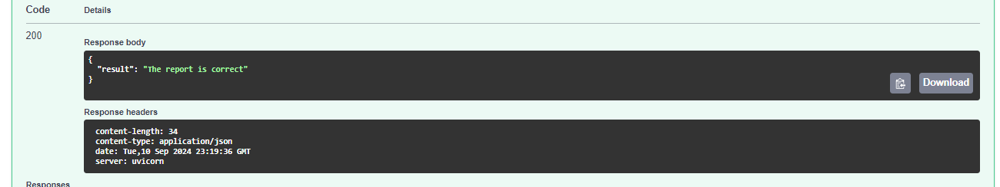 Code Details
200
Response body
{
"result": "The report is correct"
}
Download
Response headers
content-length: 34
content-type: application/json
date: Tue,10 Sep 2024 23:19:36 GMT
server: uvicorn
Responses